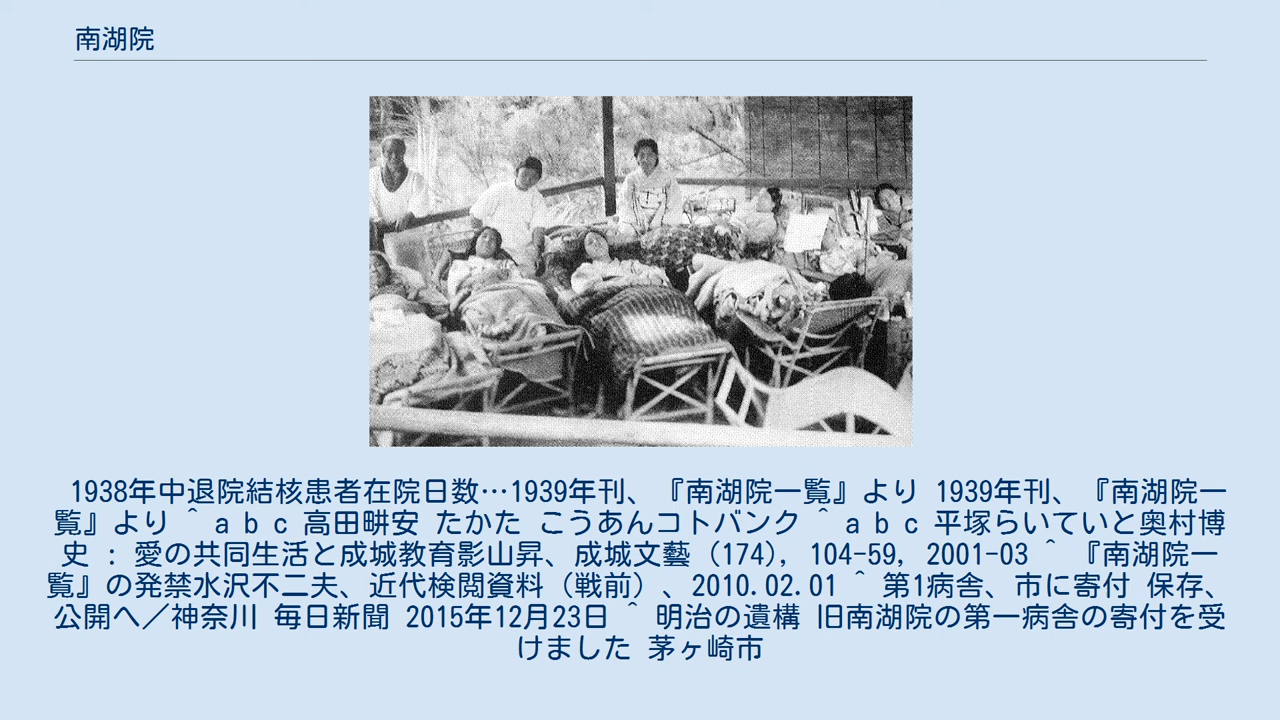 南湖院
1938年中退院結核患者在院日数…1939年刊、『南湖院一覧』より 1939年刊、『南湖院一
覧』より ^ a b c 高田畊安 たかた こうあんコトバンク ^ a b c 平塚らいていと奥村博
史 : 愛の共同生活と成城教育影山昇、成城文藝 (174), 104-59, 2001-03 ^ 『南湖院一
覧』の発禁水沢不二夫、近代検閲資料（戦前）、2010.02.01 ^ 第1病舎、市に寄付 保存、
公開へ／神奈川 毎日新聞 2015年12月23日 ^ 明治の遺構 旧南湖院の第一病舎の寄付を受
けました 茅ヶ崎市